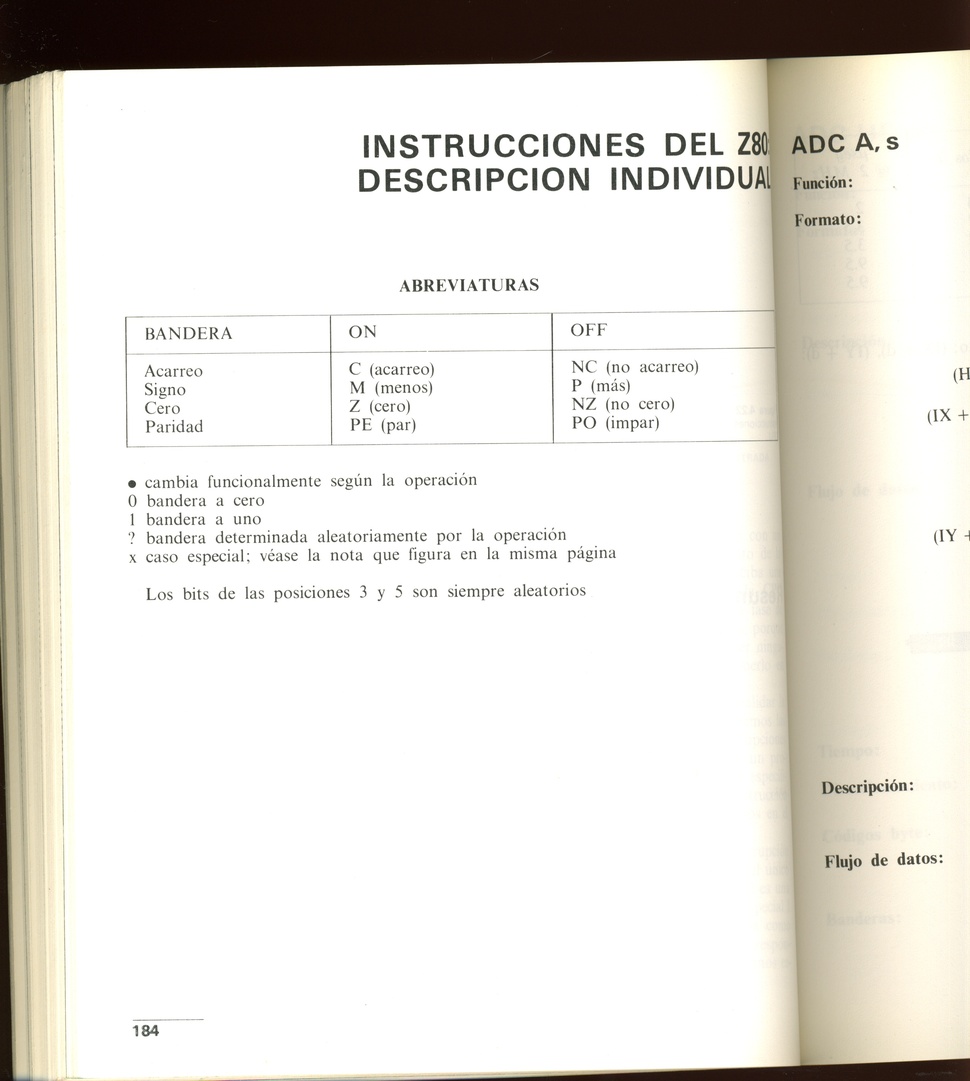 INSTRUCCIONES DEL Z80:
DESCRIPCION INDIVIDUAL
ABREVIATURAS
BANDERA ON OFF
Acarreo C (acarreo) NC (no acarreo)
Signo M (menos) P (más)
Cero Z (cero) NZ (no cero)
Paridad PE (par) PO (impar)
● cambia funcionalmente según la operación
0 bandera a cero
1 bandera a uno
? bandera determinada aleatoriamente por la operación
x caso especial; véase la nota que figura en la misma página
Los bits de las posiciones 3 y 5 son siempre aleatorios
184
ADC A, s
Función:
Formato:
(H
(IX +
(IY +
Descripción:
Flujo de datos: